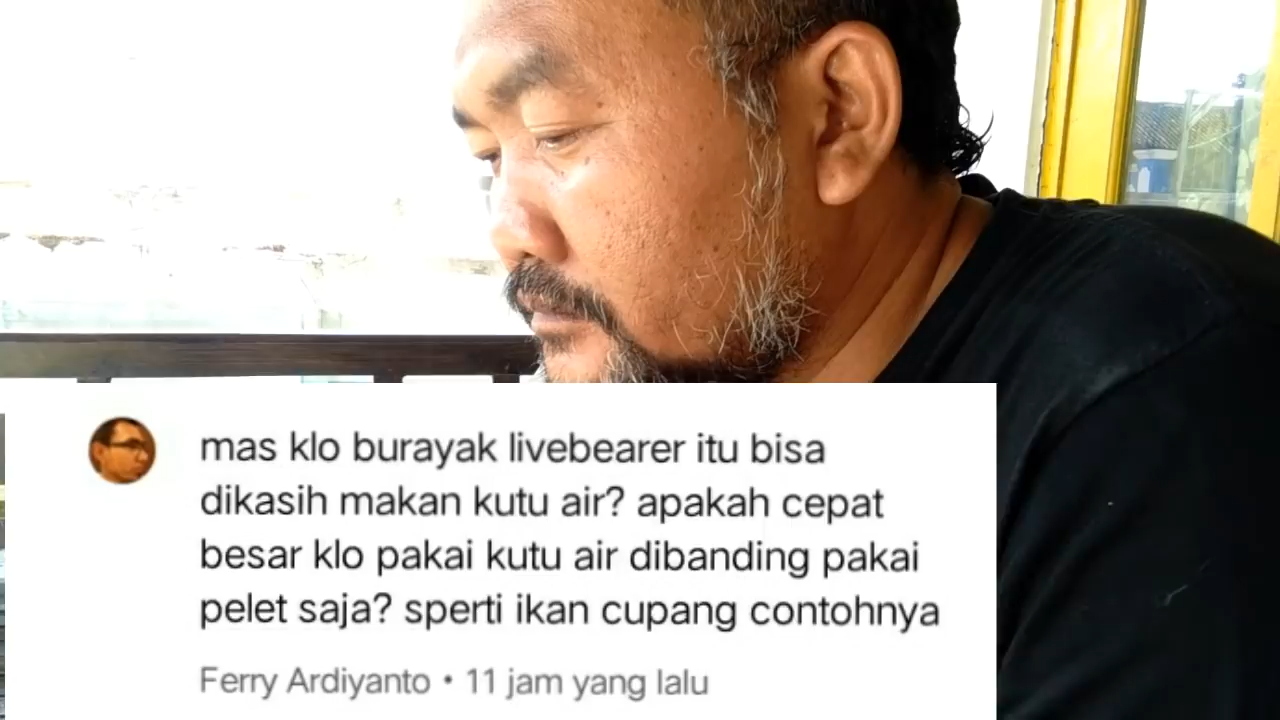 mas klo burayak livebearer itu bisa
dikasih makan kutu air? apakah cepat
besar klo pakai kutu air dibanding pakai
pelet saja? sperti ikan cupang contohnya
Ferry Ardiyanto • 11 jam yang lalu